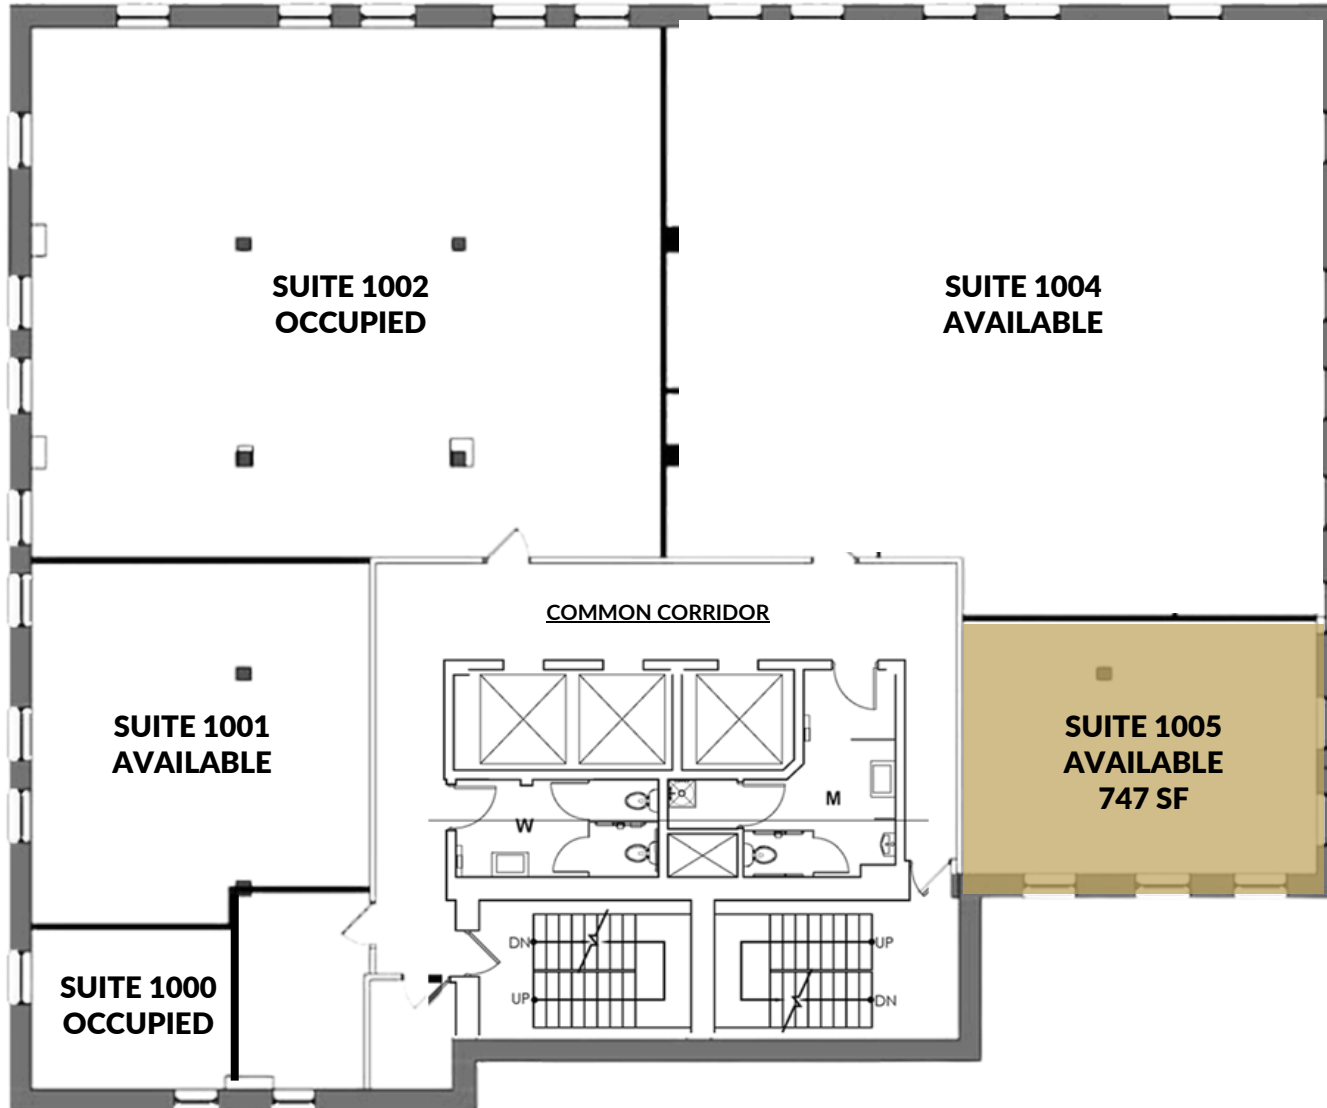 SUITE 1002
OCCUPIED
SUITE 1004
AVAILABLE
COMMON CORRIDOR
SUITE 1001
AVAILABLE
SUITE 1005
AVAILABLE
747 SF
M
W
DN
UP
UP
DN
SUITE 1000
OCCUPIED